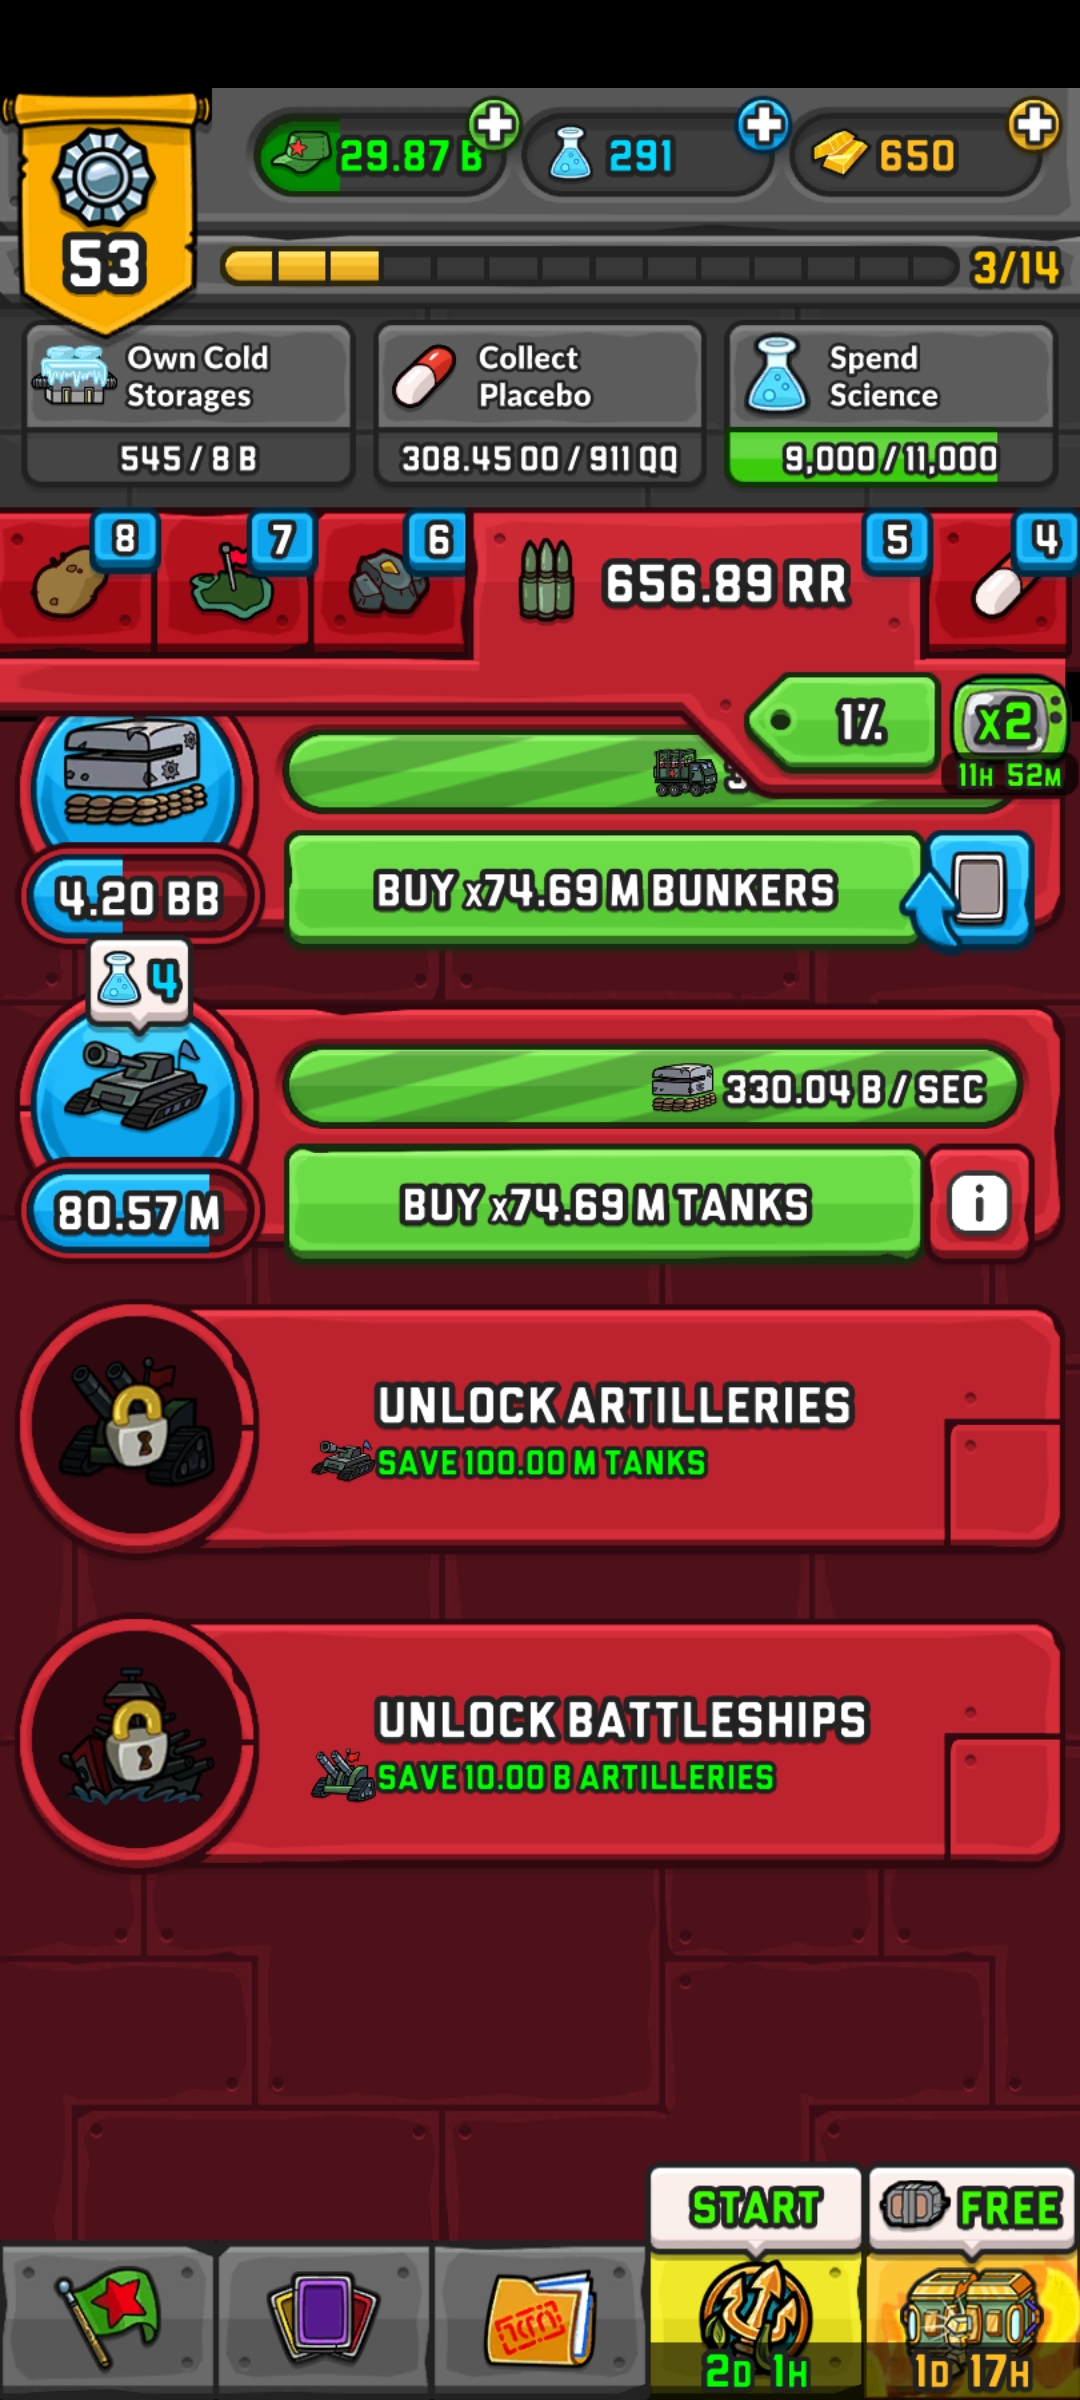 29.87 B
291
650
53
3/14
Own Cold
Storages
545 / 8 B
Collect
Placebo
308.45 OO / 911 QQ
Spend
Science
9,000 / 11,000
8
7
6
656.89 RR
5
4
1%
x2
11H 52M
4.20 BB
BUY x74.69 M BUNKERS
4
330.04 B / SEC
80.57 M
BUY x74.69 M TANKS
i
UNLOCK ARTILLERIES
SAVE 100.00 M TANKS
UNLOCK BATTLESHIPS
SAVE 10.00 B ARTILLERIES
START
FREE
2D 1H
1D 17H